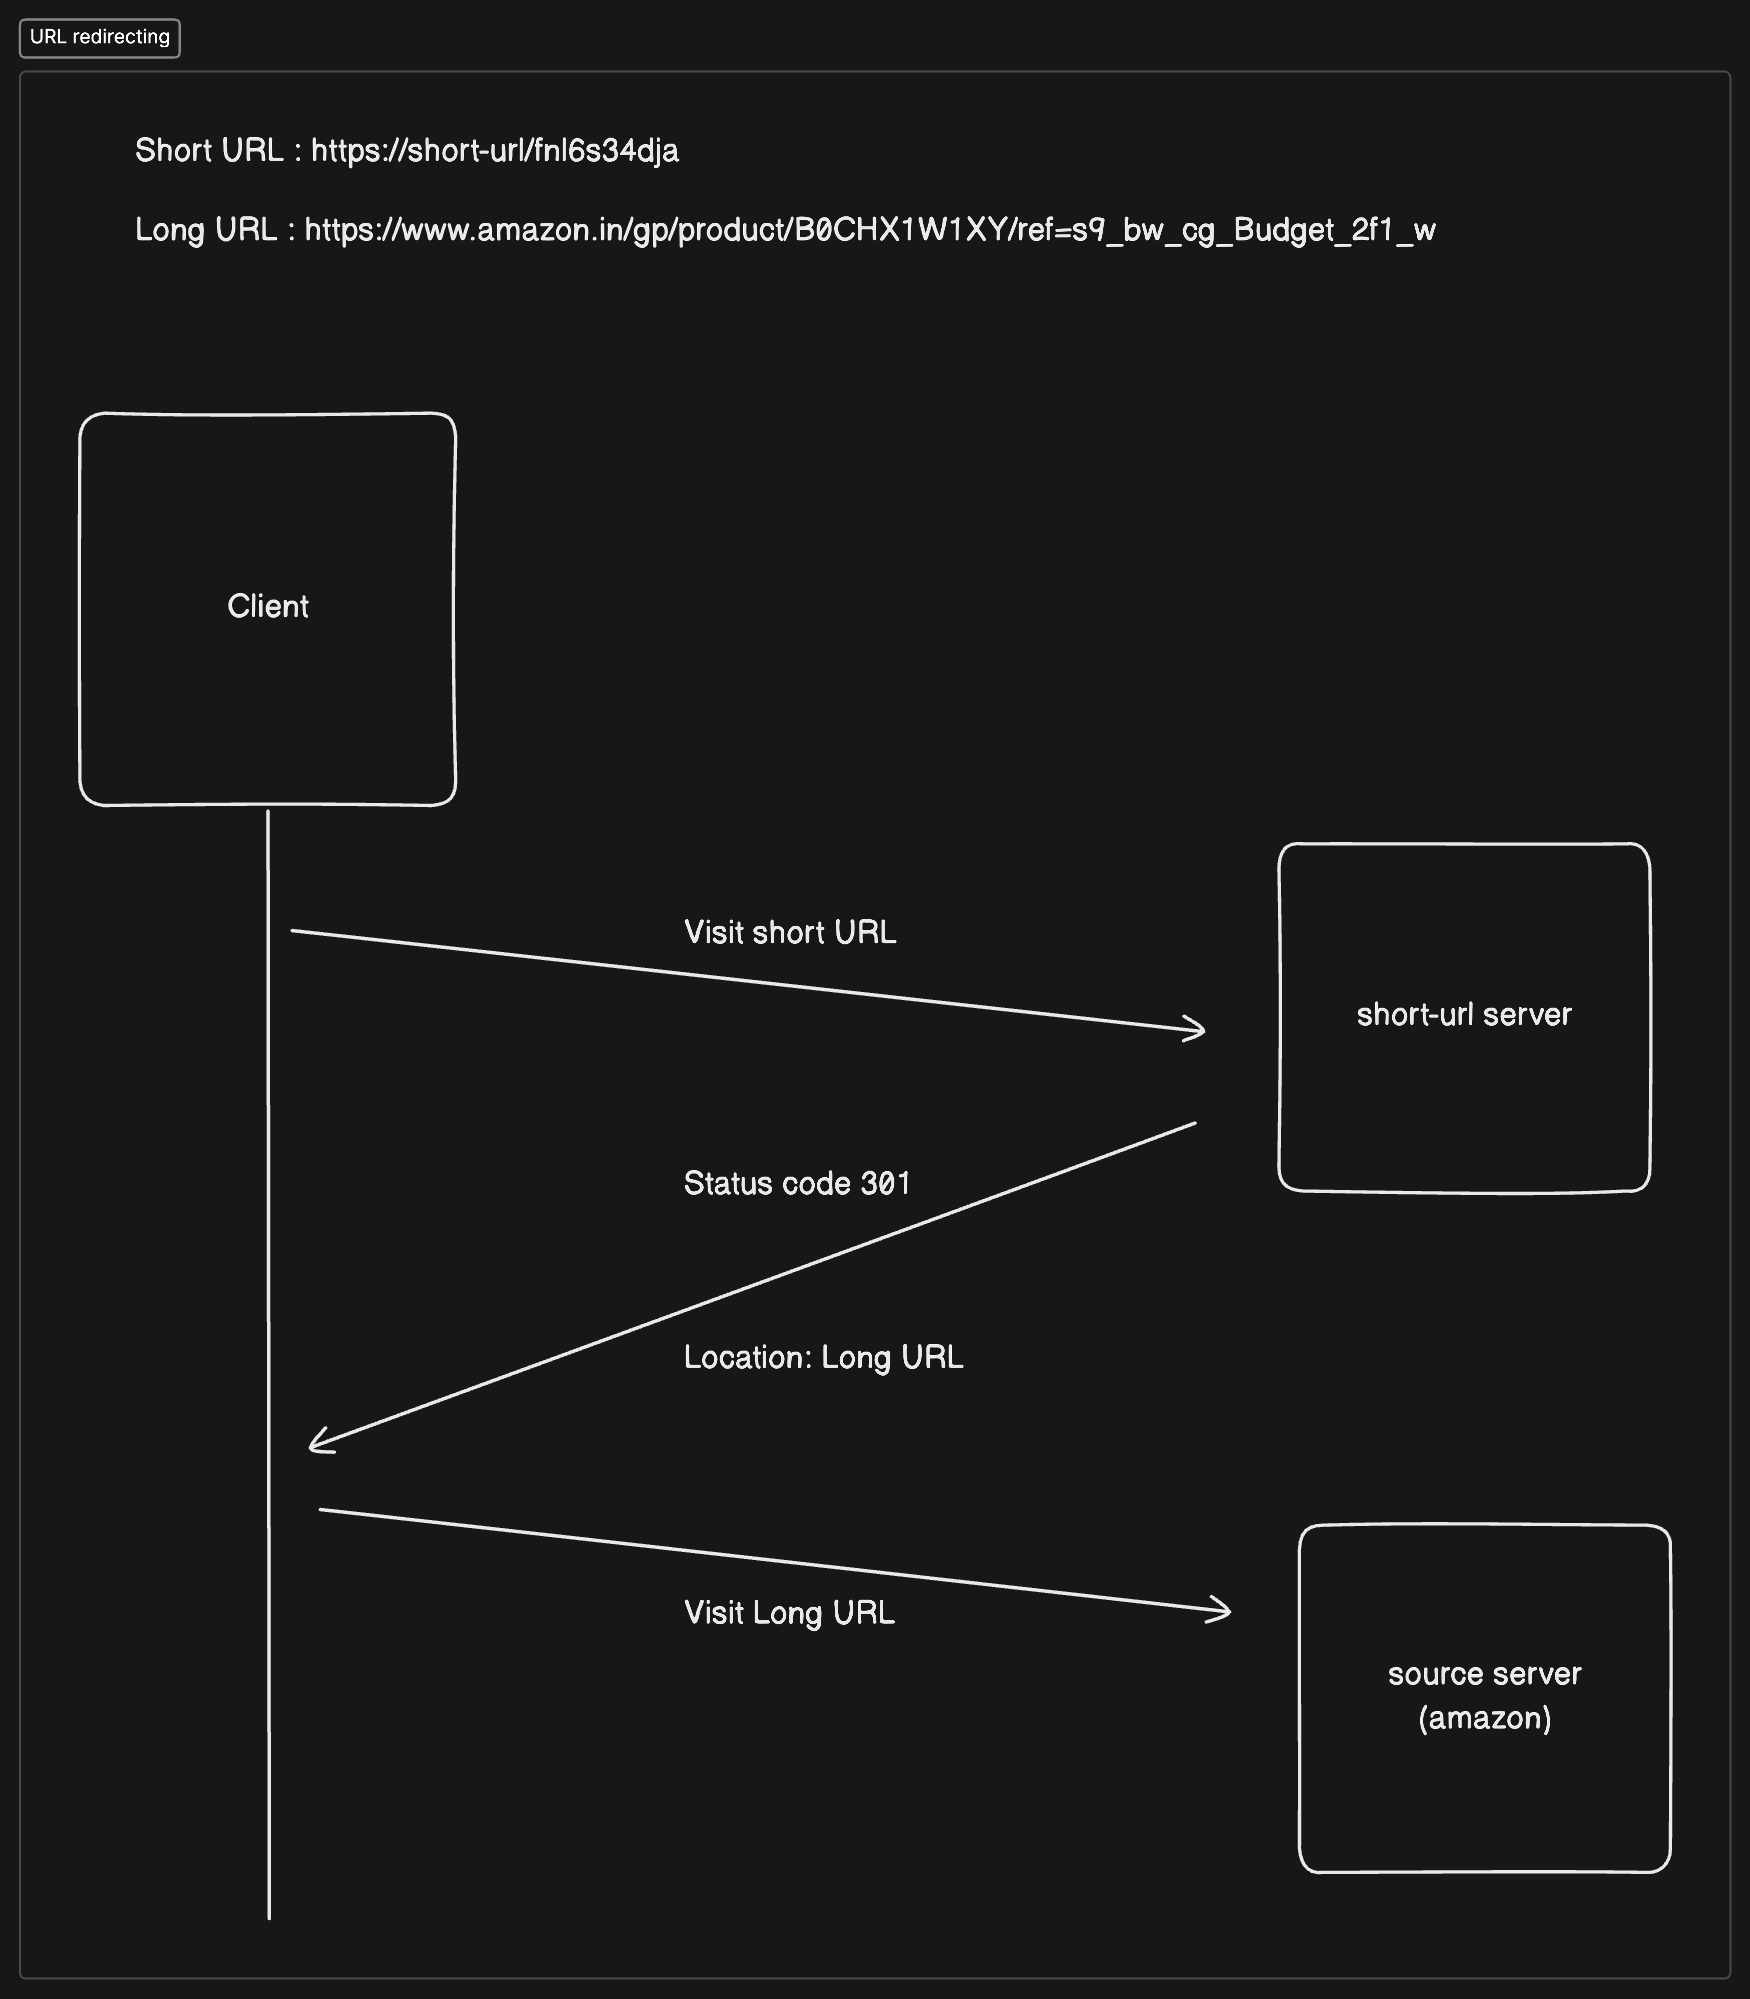 URL redirecting
Short URL : https://short-url/fnl6s34dja
Long URL : https://www.amazon.in/gp/product/B0CHX1W1XY/ref=s9_bw_cg_Budget_2f1_w
Client
Visit short URL
short-url server
Status code 301
Location: Long URL
Visit Long URL
source server
(amazon)